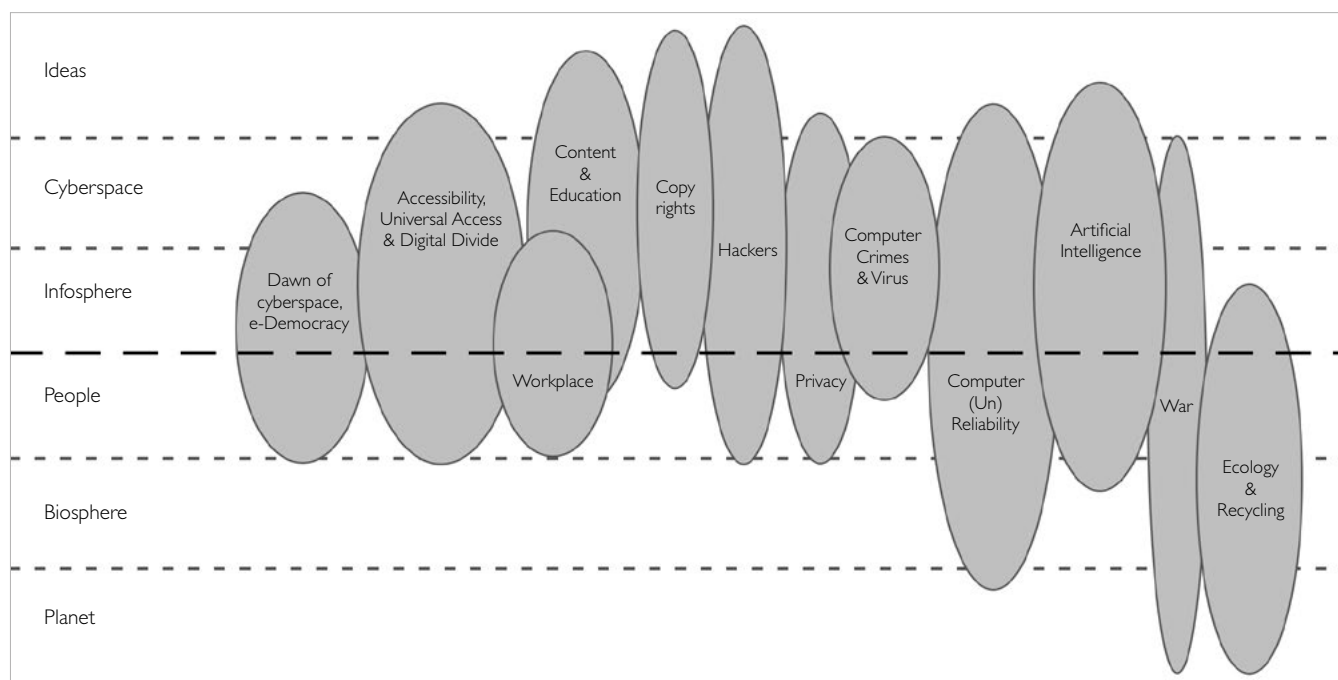 Ideas
Cyberspace
Infosphere
People
Biosphere
Planet
Dawn of
cyberspace,
e-Democracy
Accessibility,
Universal Access
& Digital Divide
Content
&
Education
Workplace
Copy
rights
Hackers
Privacy
Computer
Crimes
& Virus
Computer
(Un)
Reliability
Artificial
Intelligence
War
Ecology
&
Recycling